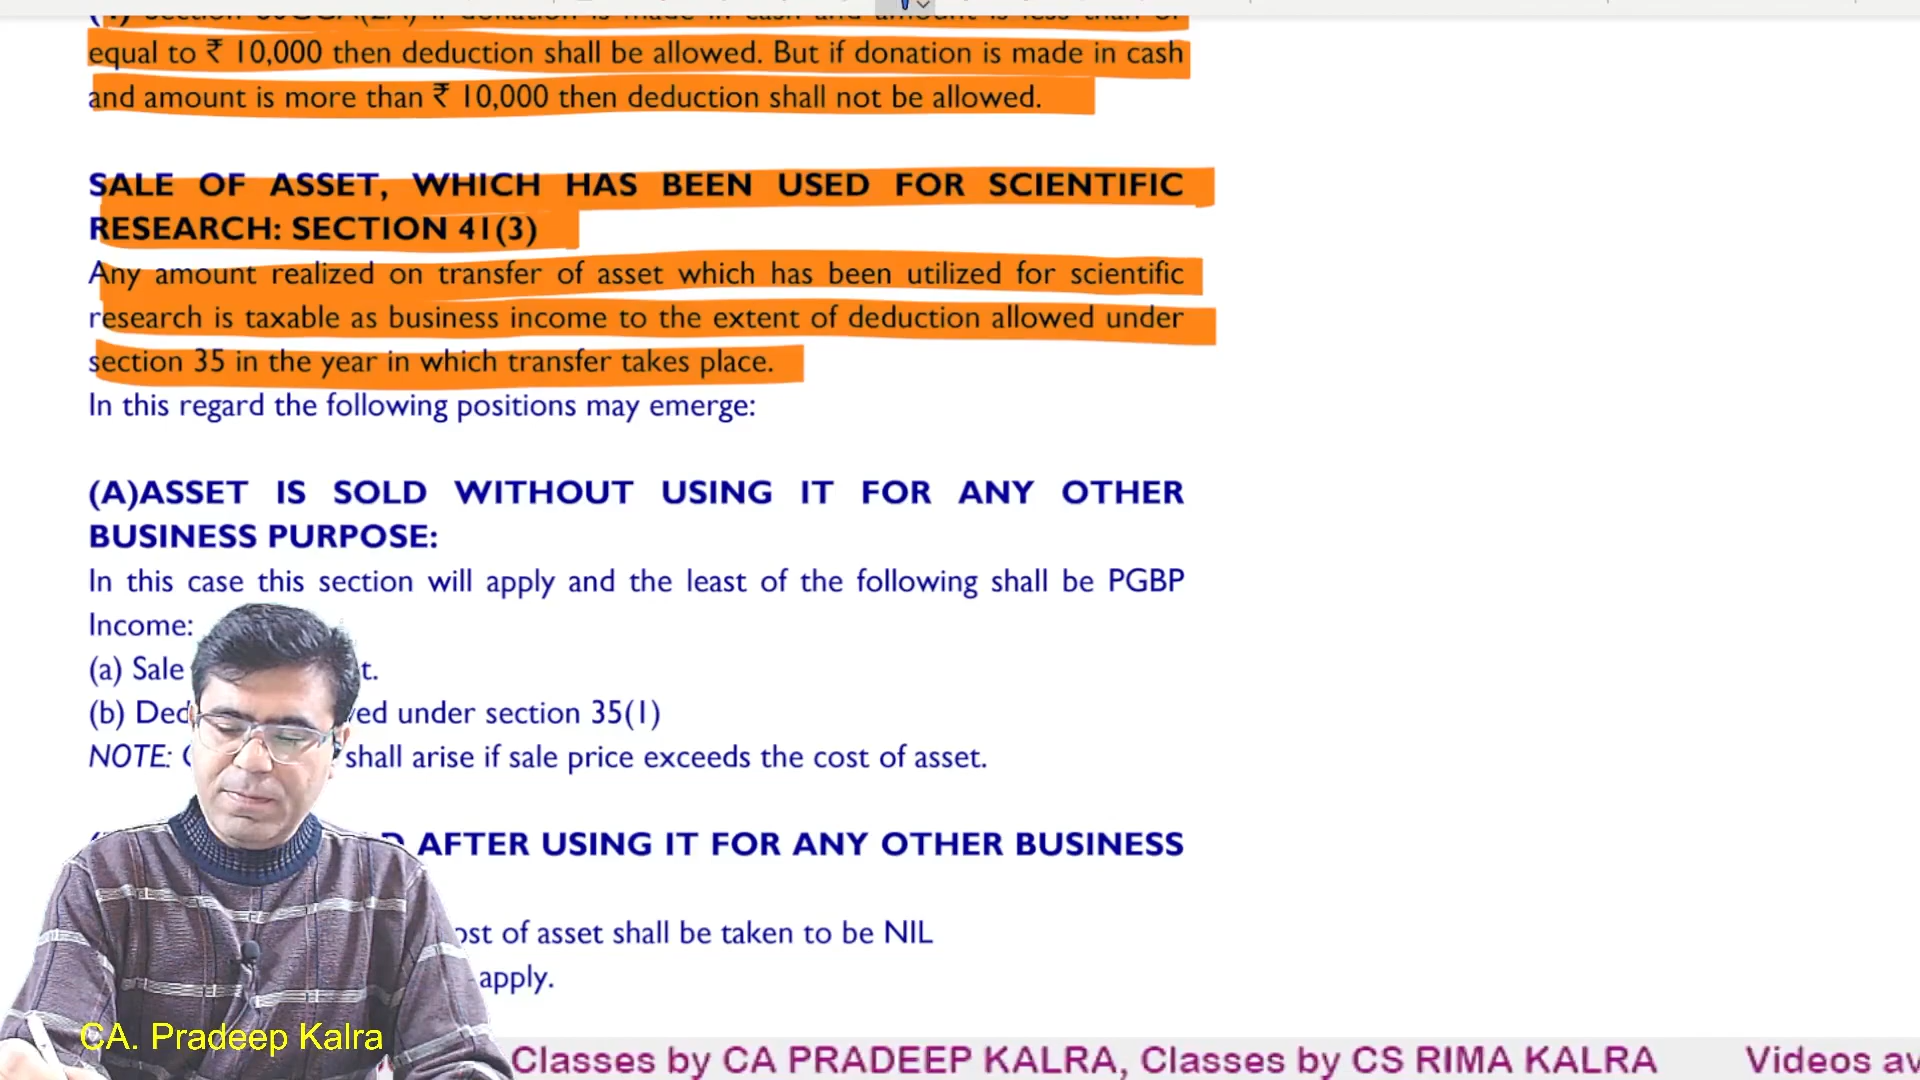 equal to ₹ 10,000 then deduction shall be allowed. But if donation is made in cash
and amount is more than ₹ 10,000 then deduction shall not be allowed.
SALE OF ASSET, WHICH HAS BEEN USED FOR SCIENTIFIC
RESEARCH: SECTION 41(3)
Any amount realized on transfer of asset which has been utilized for scientific
research is taxable as business income to the extent of deduction allowed under
section 35 in the year in which transfer takes place.
In this regard the following positions may emerge:
(A)ASSET IS SOLD WITHOUT USING IT FOR ANY OTHER
BUSINESS PURPOSE:
In this case this section will apply and the least of the following shall be PGBP
Income:
(a) Sale
(b) under section 35(1)
NOTE: shall arise if sale price exceeds the cost of asset.
AFTER USING IT FOR ANY OTHER BUSINESS
of asset shall be taken to be NIL
apply.
CA. Pradeep Kalra
Classes by CA PRADEEP KALRA, Classes by CS RIMA KALRA Videos